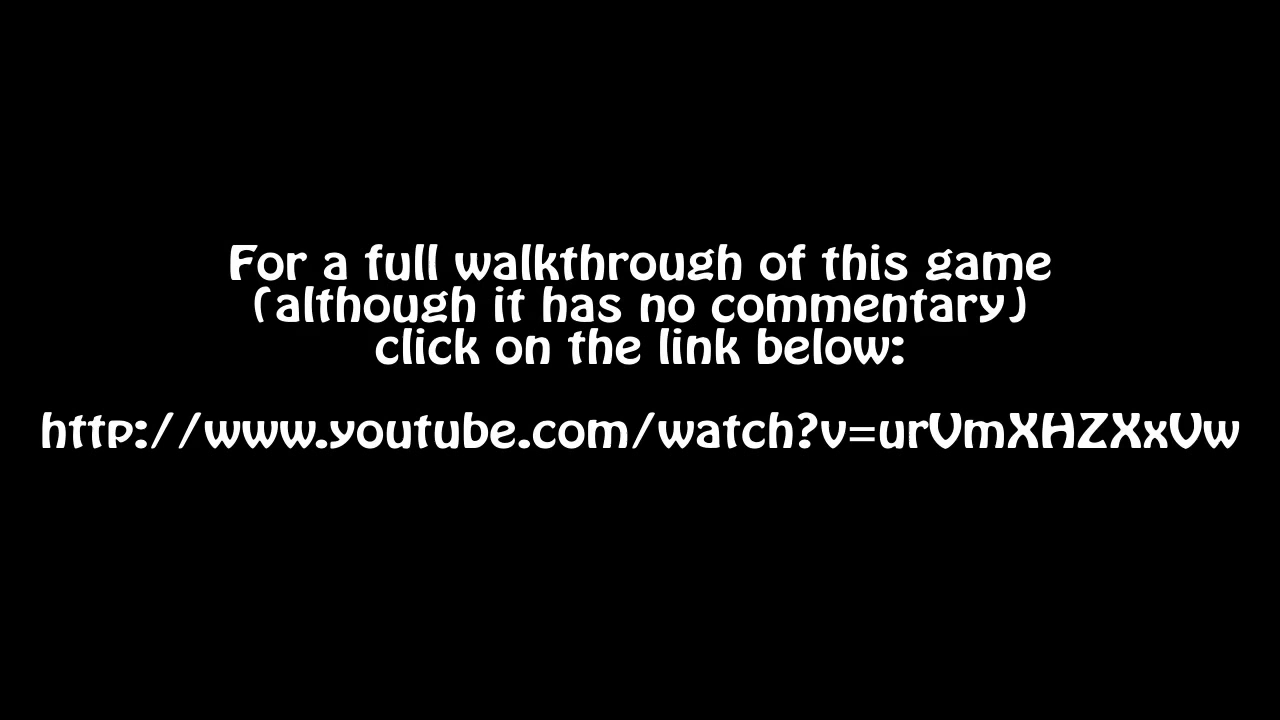 For a full walkthrough of this game
(although it has no commentary)
click on the link below:
http://www.youtube.com/watch?v=urVmXHZXxVw